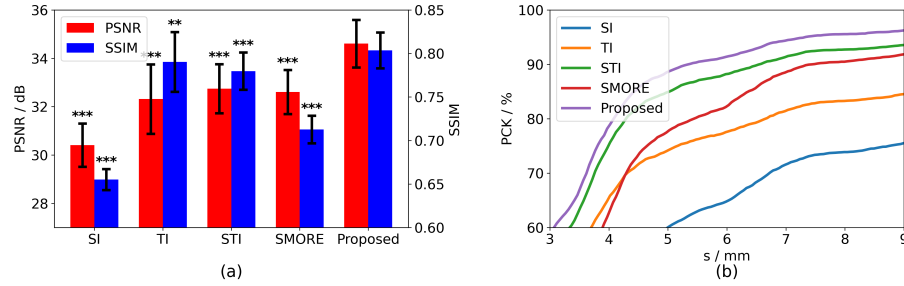 36
34
32
30
28
PSNR / dB
PSNR
SSIM
***
***
***
**
***
***
***
***
0.85
0.80
0.75
0.70
0.65
0.60
SSIM
SI
TI
STI
SMORE
Proposed
(a)
100
90
80
70
60
PCK / %
SI
TI
STI
SMORE
Proposed
3
4
5
6
7
8
9
s / mm
(b)